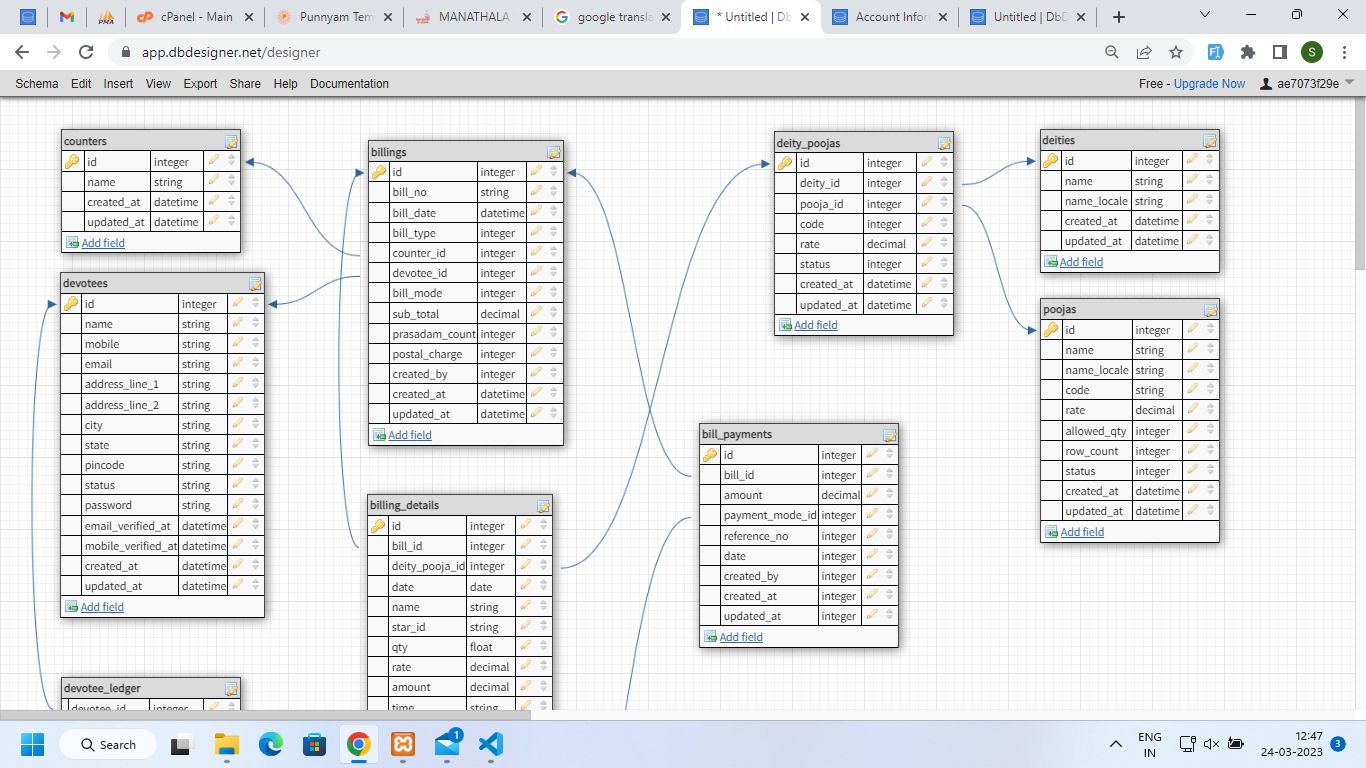 cPanel - Main
Punnyam Tem
MANATHALA
google transla
* Untitled | Db
Account Infor
Untitled | DbD
app.dbdesigner.net/designer
S
Schema Edit Insert View Export Share Help Documentation
Free - Upgrade Now ae7073f29e
counters
id integer
name string
created_at datetime
updated_at datetime
Add field
devotees
id integer
name string
mobile string
email string
address_line_1 string
address_line_2 string
city string
state string
pincode string
status string
password string
email_verified_at datetime
mobile_verified_at datetime
created_at datetime
updated_at datetime
Add field
devotee_ledger
devotee_id integer
billings
id integer
bill_no string
bill_date datetime
bill_type integer
counter_id integer
devotee_id integer
bill_mode integer
sub_total decimal
prasadam_count integer
postal_charge integer
created_by integer
created_at datetime
updated_at datetime
Add field
billing_details
id integer
bill_id integer
deity_pooja_id integer
date date
name string
star_id string
qty float
rate decimal
amount decimal
time string
deity_poojas
id integer
deity_id integer
pooja_id integer
code integer
rate decimal
status integer
created_at datetime
updated_at datetime
Add field
bill_payments
id integer
bill_id integer
amount decimal
payment_mode_id integer
reference_no integer
date integer
created_by integer
created_at integer
updated_at integer
Add field
deities
id integer
name string
name_locale string
created_at datetime
updated_at datetime
Add field
poojas
id integer
name string
name_locale string
code string
rate decimal
allowed_qty integer
row_count integer
status integer
created_at datetime
updated_at datetime
Add field
Search
1
ENG
IN
12:47
24-03-2023
3